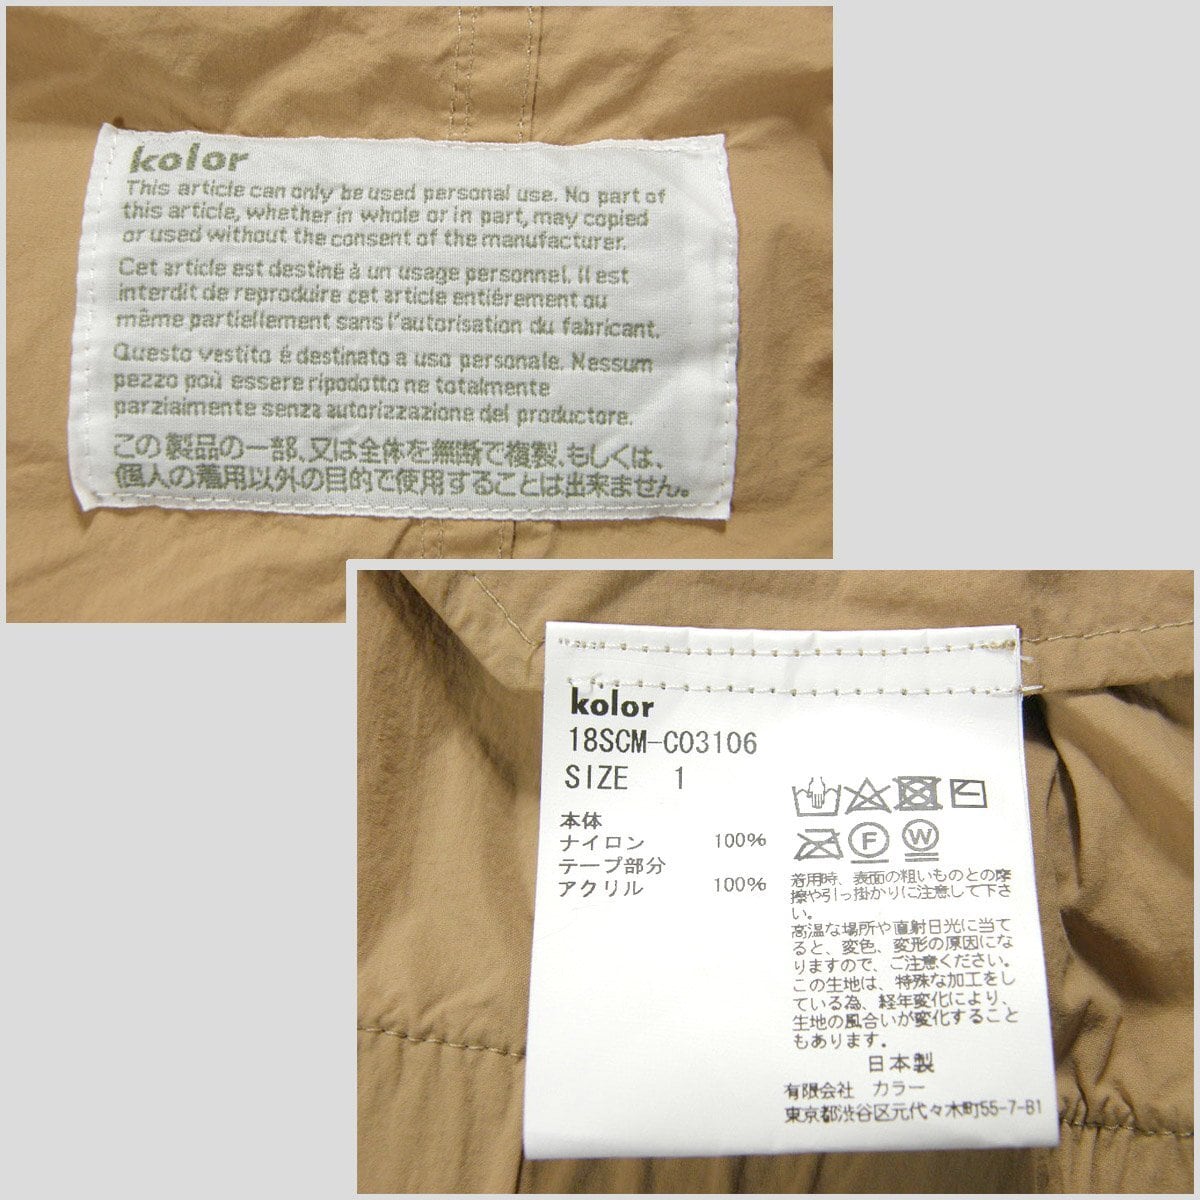 kolor
This article can only be used personal use. No part of
this article, whether in whole or in part, may copied
or used without the consent of the manufacturer.
Cet article est destiné à un usage personnel. Il est
interdit de reproduire cet article entiérement ou
même partiellement sans l'autorisation du fabricant.
Questo vestito é destinato a uso personale. Nessum
pezzo poù essere ripodotto ne totalmente
parzialmente senza autorizzazione del productore.
この製品の一部、又は全体を無断で複製、もしくは、
個人の着用以外の目的で使用することは出来ません。
kolor
18SCM-C03106
SIZE 1
本体
ナイロン 100%
テープ部分
アクリル 100%
F W
着用時、表面の粗いものとの摩
擦や引っ掛かりに注意して下さ
い。
高温な場所や直射日光に当て
ると、変色、変形の原因にな
りますので、ご注意ください。
この生地は、特殊な加工をし
ている為、経年変化により、
生地の風合いが変化すること
もあります。
日本製
有限会社 カラー
東京都渋谷区元代々木町55-7-B1